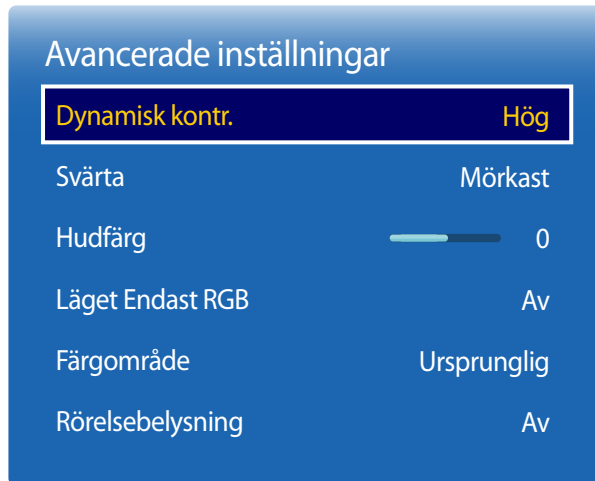 Avancerade inställningar
Dynamisk kontr. Hög
Svärta Mörkast
Hudfärg 0
Läget Endast RGB Av
Färgområde Ursprunglig
Rörelsebelysning Av